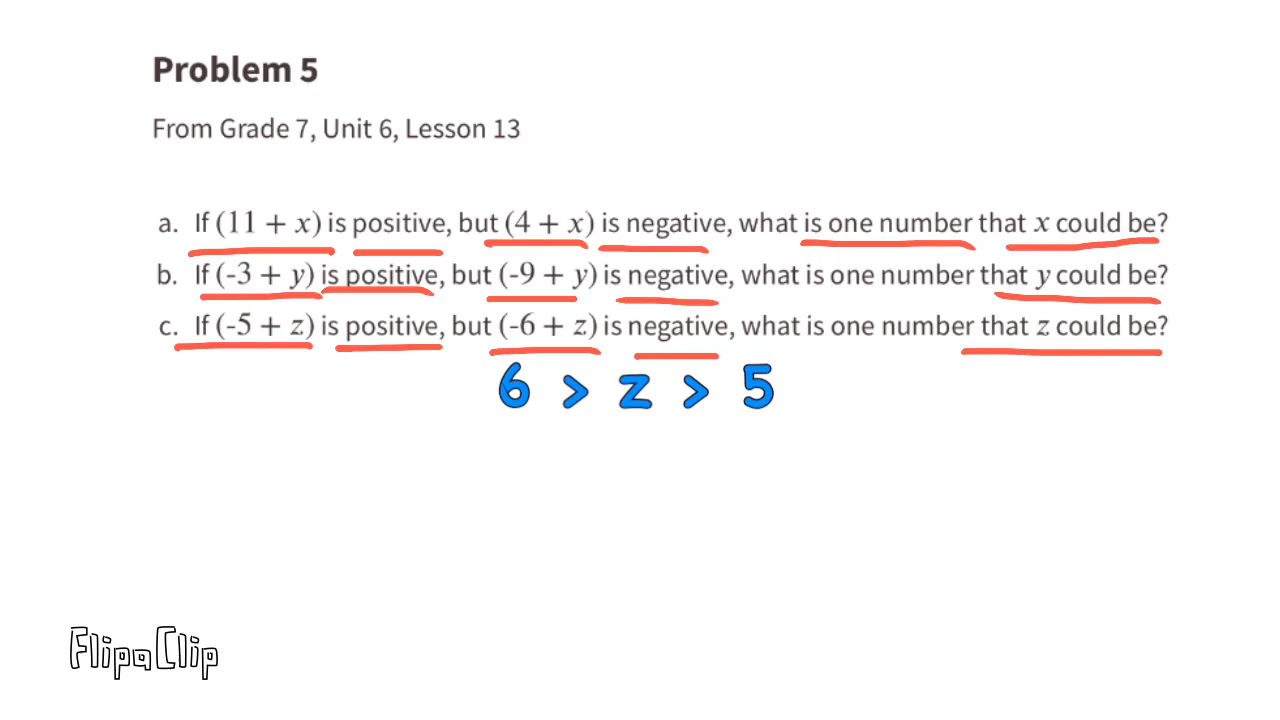 Problem 5
From Grade 7, Unit 6, Lesson 13
a. If (11 + x) is positive, but (4 + x) is negative, what is one number that x could be?
b. If (-3 + y) is positive, but (-9 + y) is negative, what is one number that y could be?
c. If (-5 + z) is positive, but (-6 + z) is negative, what is one number that z could be?
6 > z > 5
FlipaClip